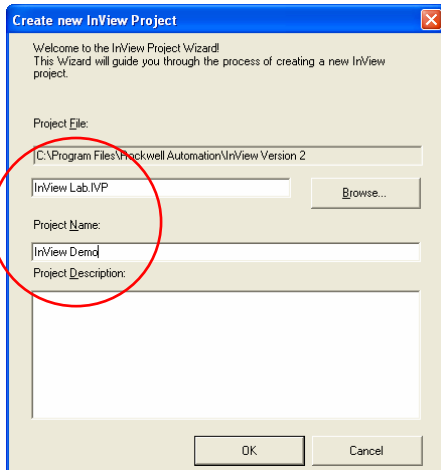 Create new InView Project
Welcome to the InView Project Wizard!
This Wizard will guide you through the process of creating a new InView
project.
Project File:
C:\Program Files\Rockwell Automation\InView Version 2
InView Lab.IVP
Browse...
Project Name:
InView Demo
Project Description:
OK
Cancel